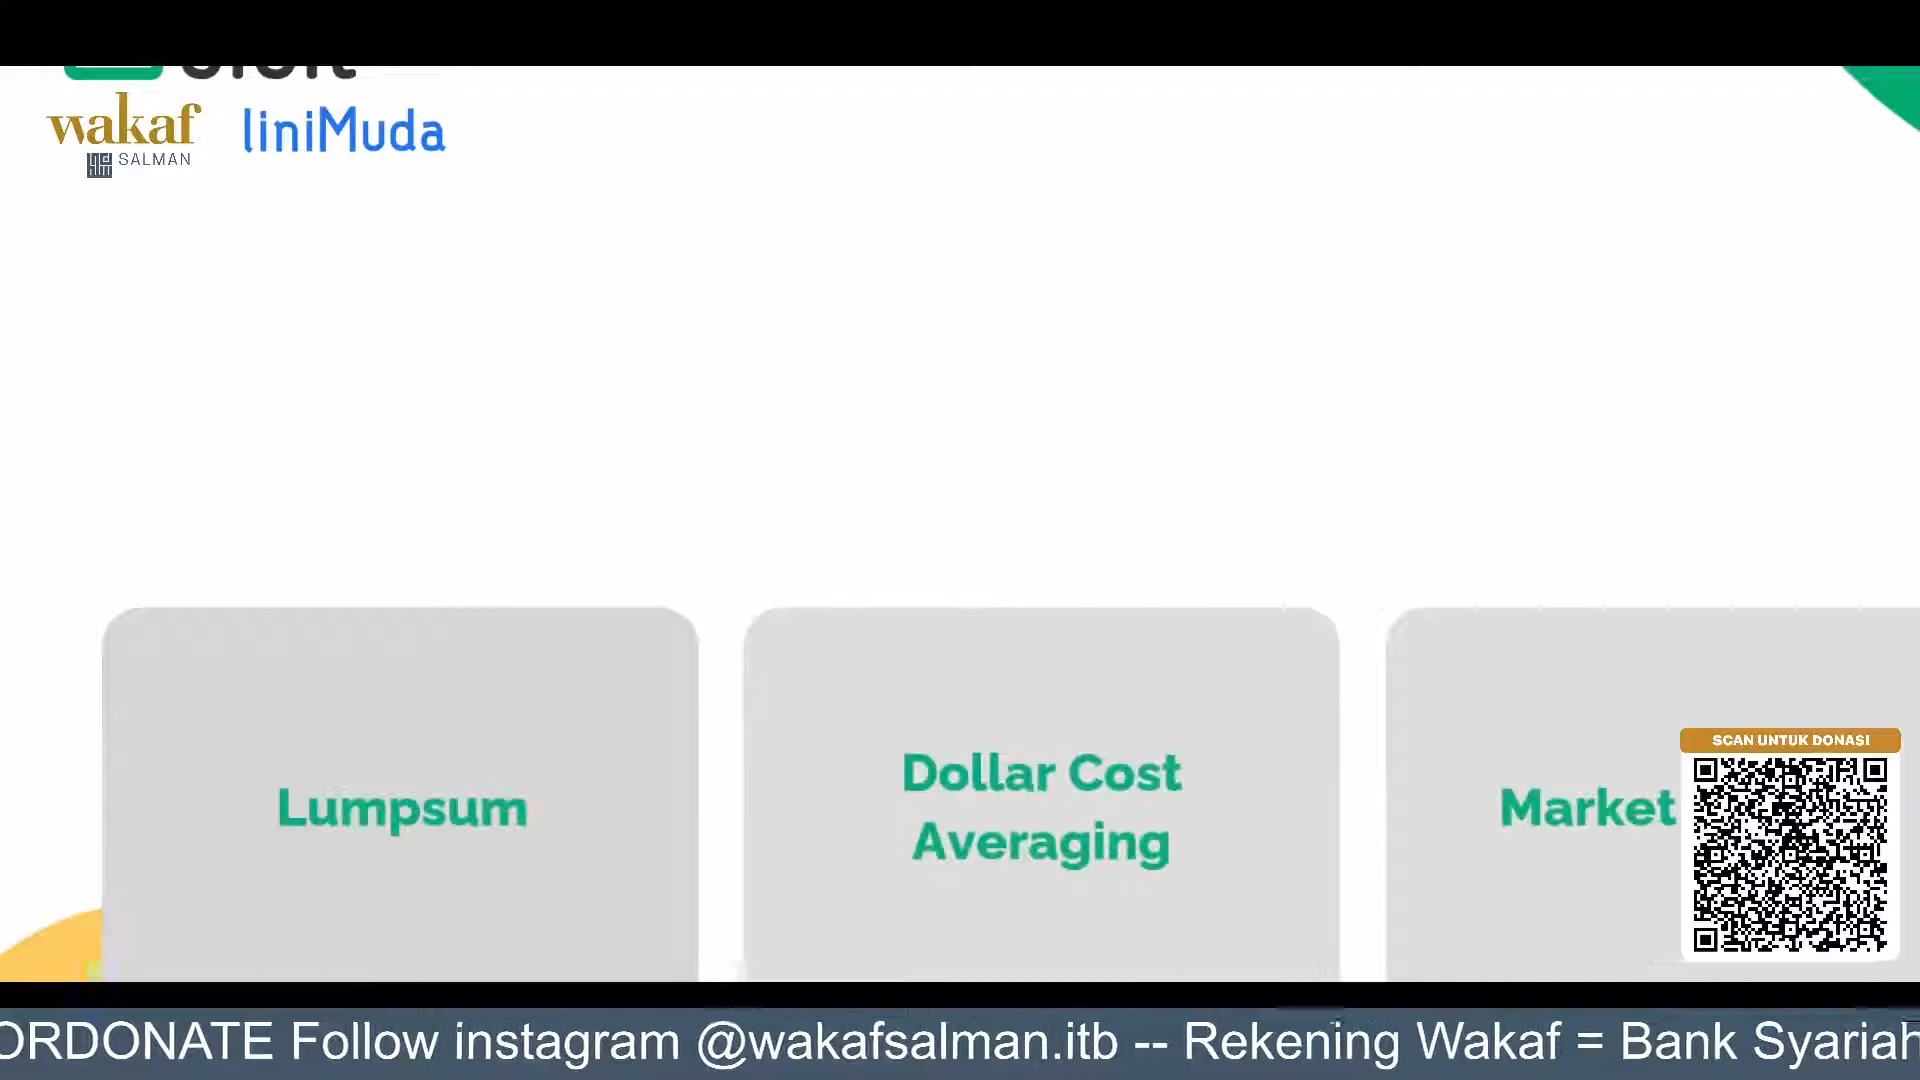 wakaf
SALMAN
liniMuda
Lumpsum
Dollar Cost
Averaging
Market
SCAN UNTUK DONASI
ORDONATE Follow instagram @wakafsalman.itb -- Rekening Wakaf = Bank Syariah